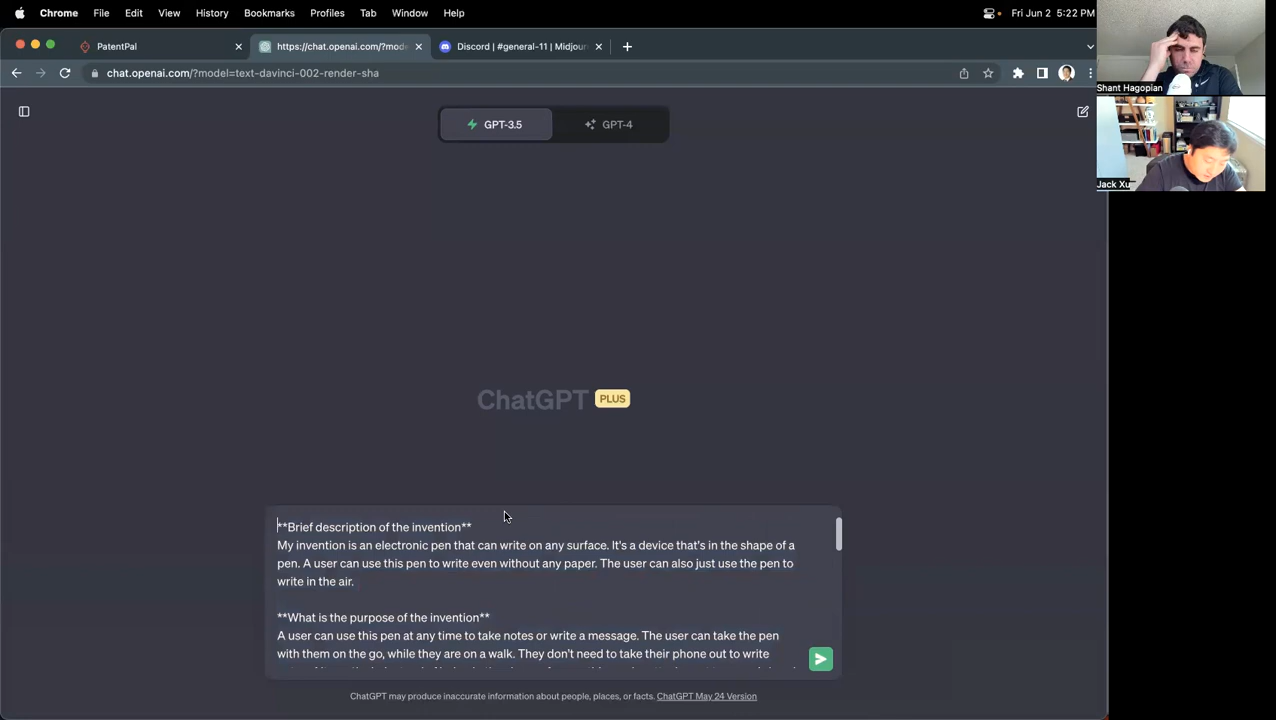 Chrome File Edit View History Bookmarks Profiles Tab Window Help Fri Jun 2 5:22 PM
PatentPal https://chat.openai.com/?mode Discord | #general-11 | Midjour
chat.openai.com/?model=text-davinci-002-render-sha
Shant Hagopian
Jack Xu
GPT-3.5 GPT-4
ChatGPT PLUS
**Brief description of the invention**
My invention is an electronic pen that can write on any surface. It's a device that's in the shape of a
pen. A user can use this pen to write even without any paper. The user can also just use the pen to
write in the air.
**What is the purpose of the invention**
A user can use this pen at any time to take notes or write a message. The user can take the pen
with them on the go, while they are on a walk. They don't need to take their phone out to write
ChatGPT may produce inaccurate information about people, places, or facts. ChatGPT May 24 Version